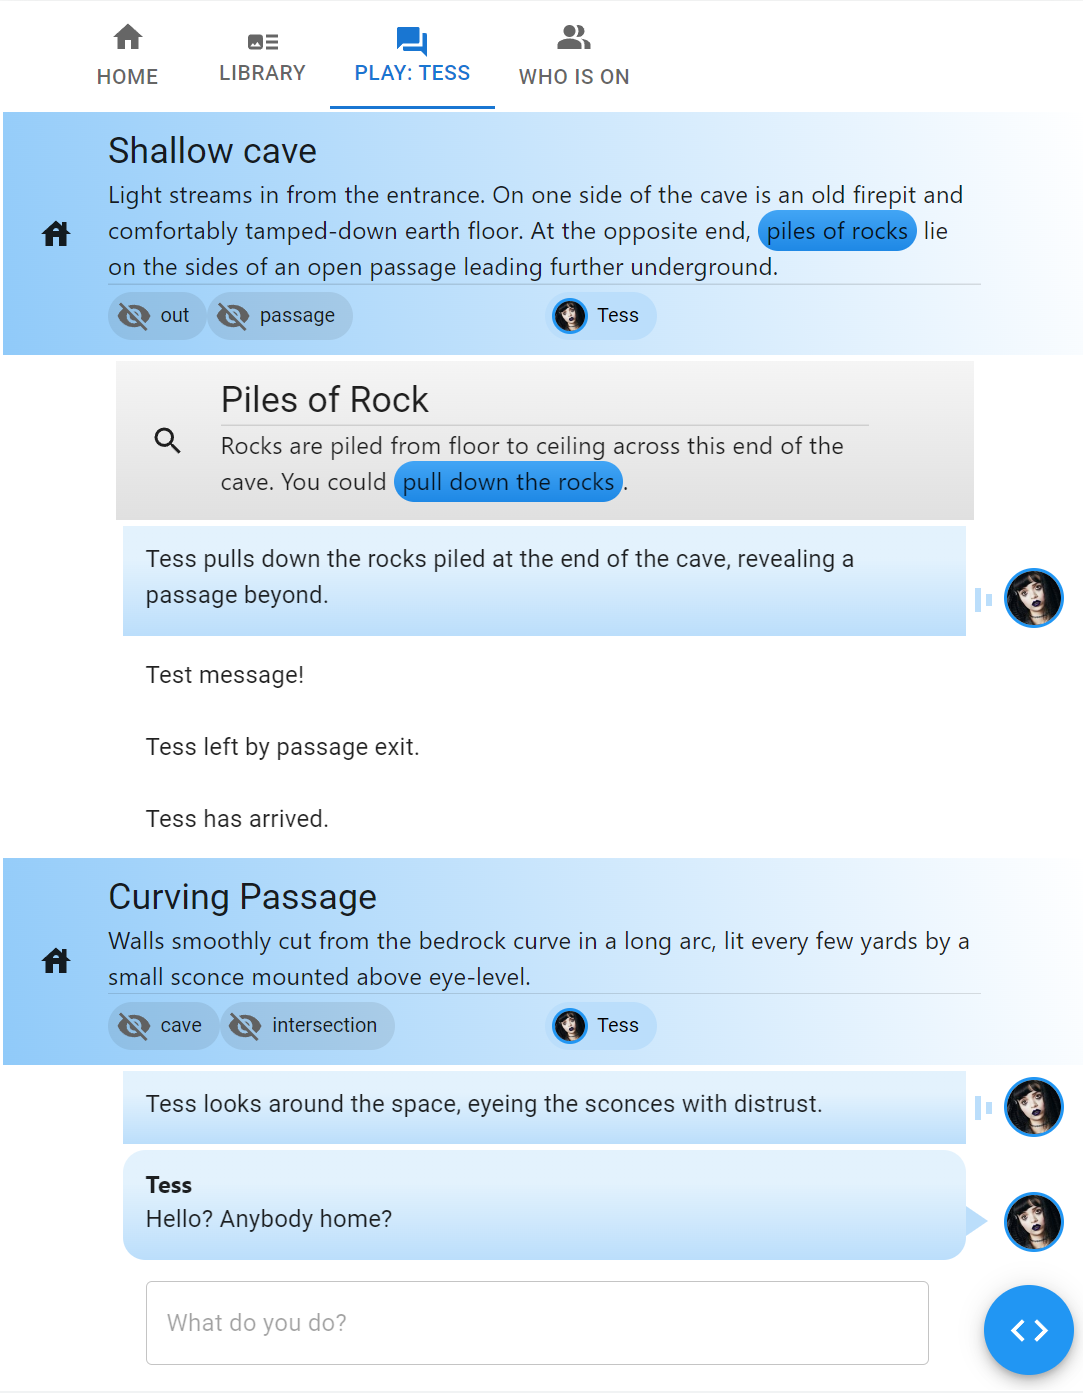 HOME
LIBRARY
PLAY: TESS
WHO IS ON
Shallow cave
Light streams in from the entrance. On one side of the cave is an old firepit and
comfortably tamped-down earth floor. At the opposite end, piles of rocks lie
on the sides of an open passage leading further underground.
out
passage
Tess
Piles of Rock
Rocks are piled from floor to ceiling across this end of the
cave. You could pull down the rocks.
Tess pulls down the rocks piled at the end of the cave, revealing a
passage beyond.
Test message!
Tess left by passage exit.
Tess has arrived.
Curving Passage
Walls smoothly cut from the bedrock curve in a long arc, lit every few yards by a
small sconce mounted above eye-level.
cave
intersection
Tess
Tess looks around the space, eyeing the sconces with distrust.
Tess
Hello? Anybody home?
What do you do?